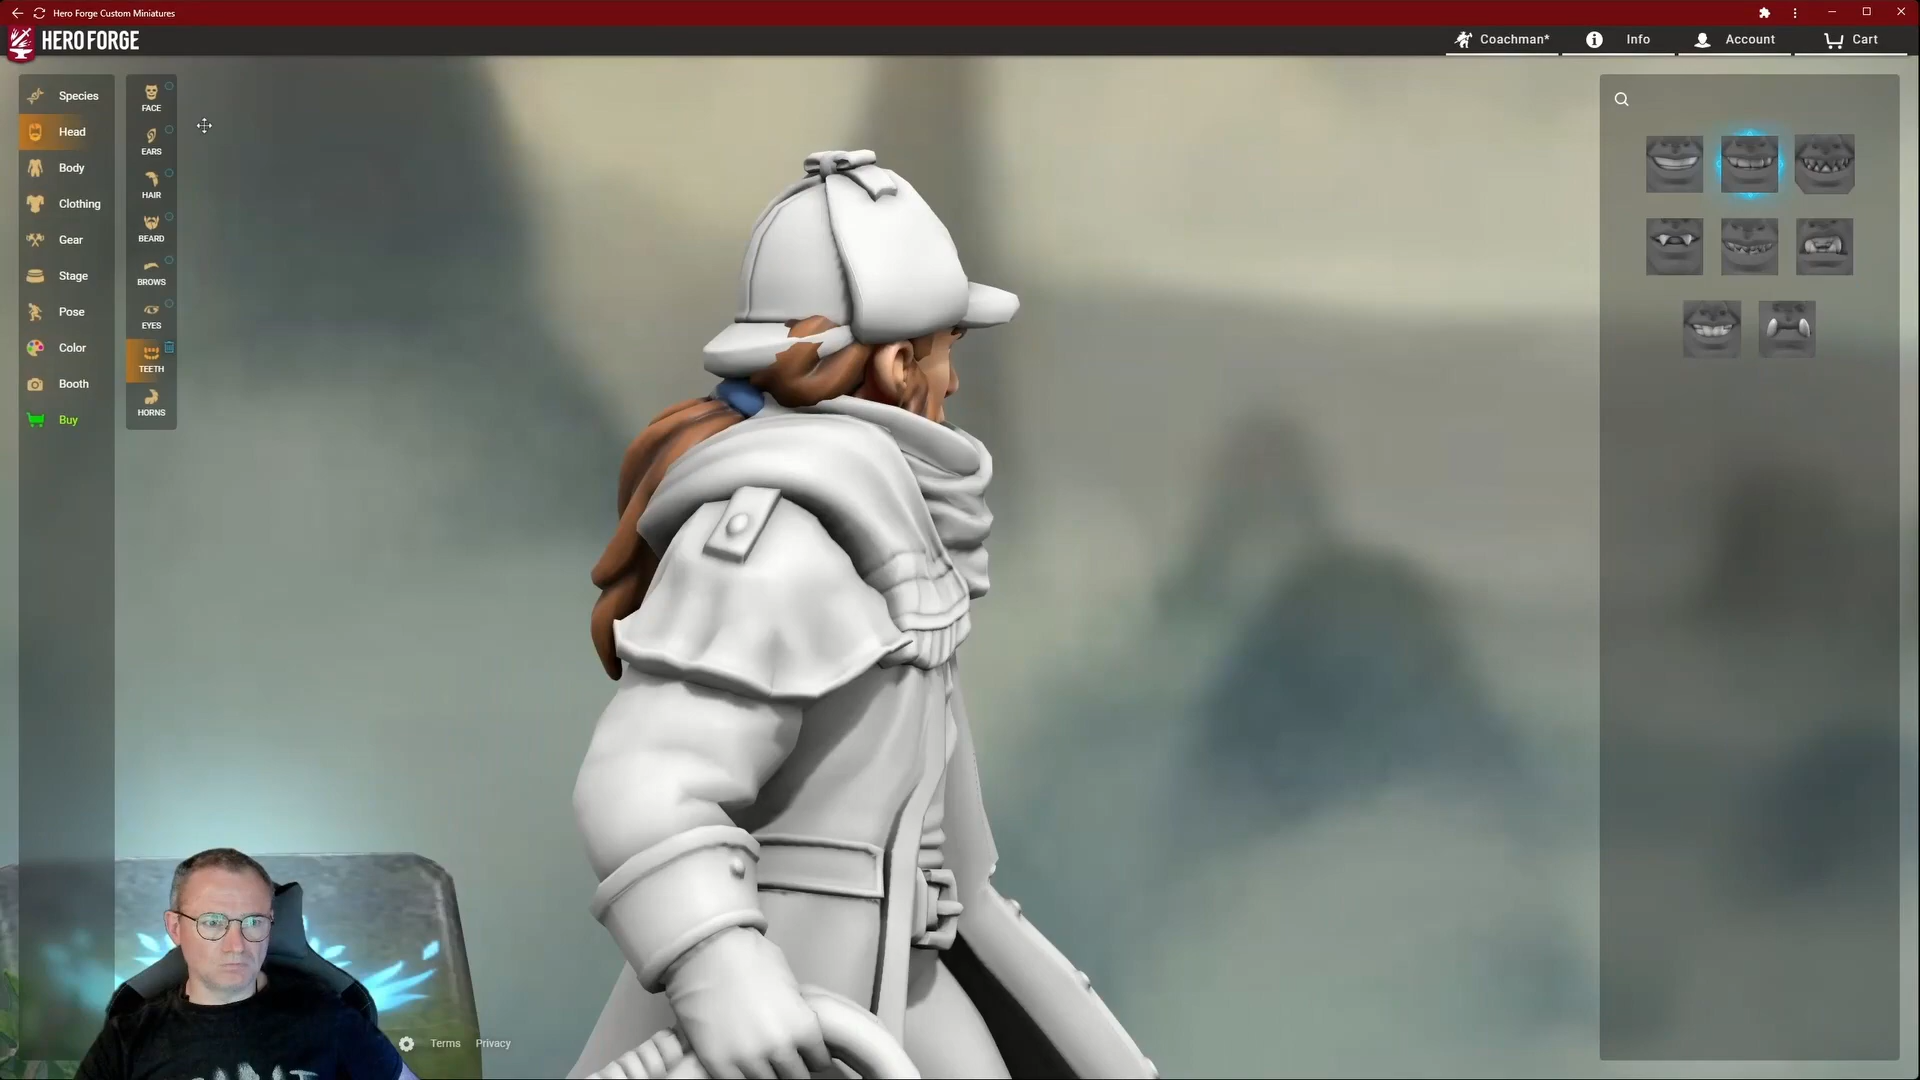 Hero Forge Custom Miniatures
HERO FORGE
Coachman*
Info
Account
Cart
Species
Head
Body
Clothing
Gear
Stage
Pose
Color
Booth
Buy
FACE
EARS
HAIR
BEARD
BROWS
EYES
TEETH
HORNS
Terms
Privacy